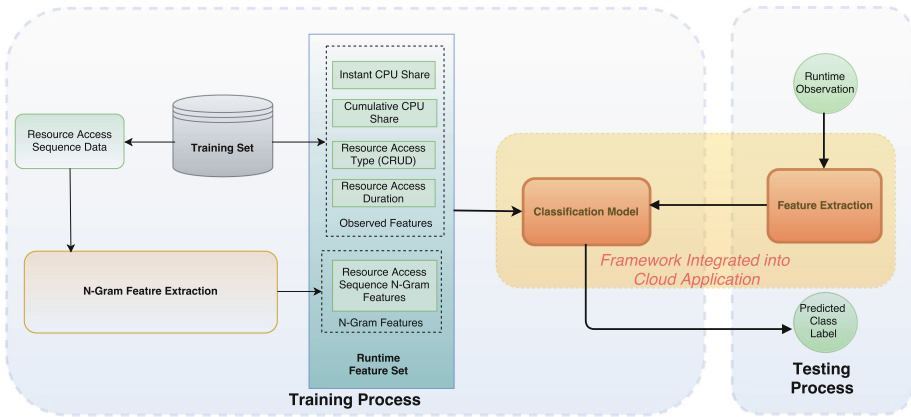 Resource Access
Sequence Data
Training Set
N-Gram Featire Extraction
Instant CPU Share
Cumulative CPU
Share
Resource Access
Type (CRUD)
Resource Access
Duration
Observed Features
Resource Access
Sequence N-Gram
Features
N-Gram Features
Runtime
Feature Set
Training Process
Classification Model
Feature Extraction
Framework Integrated into
Cloud Application
Runtime
Observation
Predicted
Class
Label
Testing
Process